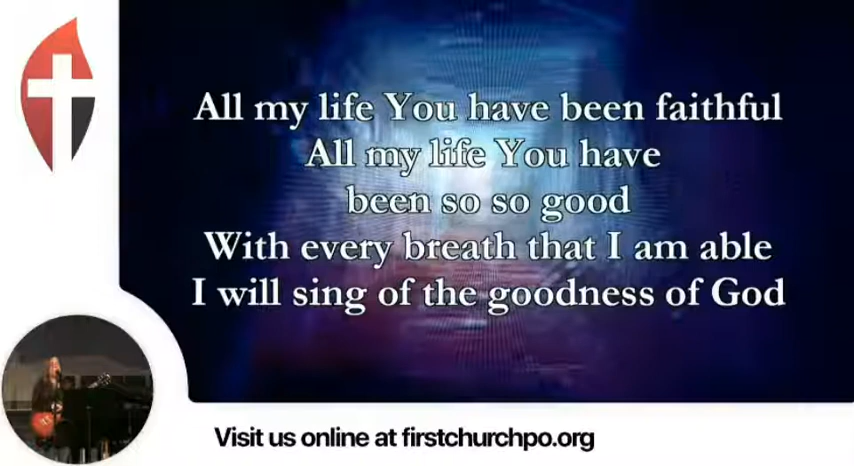 All my life You have been faithful
All my life You have
been so so good
With every breath that I am able
I will sing of the goodness of God
Visit us online at firstchurchpo.org